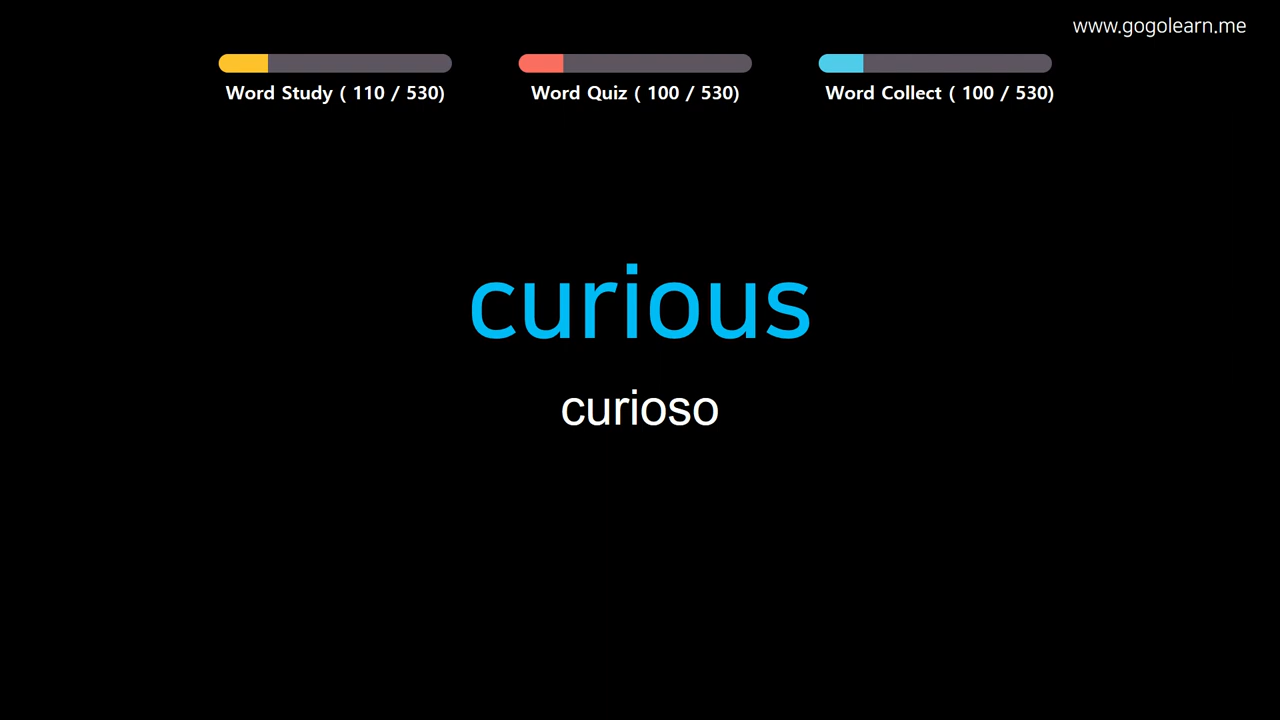 www.gogolearn.me
Word Study ( 110 / 530)
Word Quiz ( 100 / 530)
Word Collect ( 100 / 530)
curious
curioso